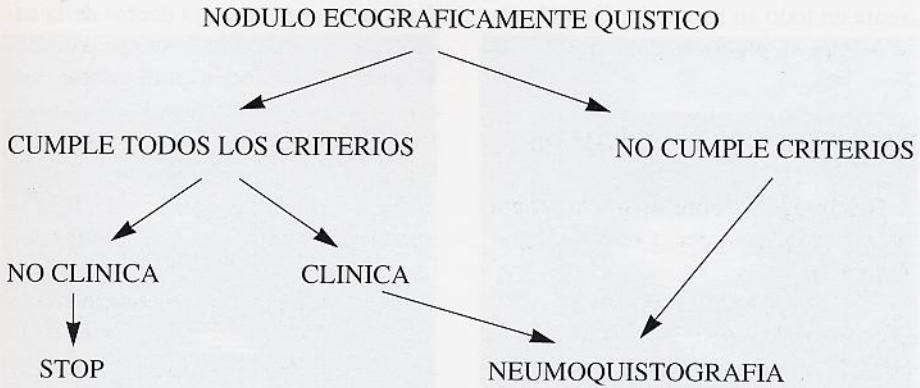 NODULO ECOGRAFICAMENTE QUISTICO
CUMPLE TODOS LOS CRITERIOS
NO CUMPLE CRITERIOS
NO CLINICA
CLINICA
STOP
NEUMOQUISTOGRAFIA